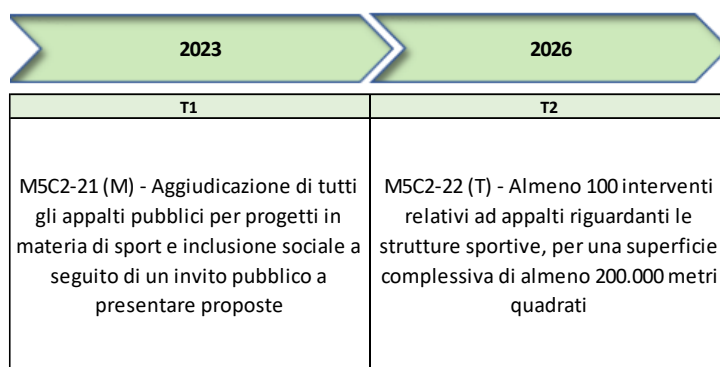 2023
2026
T1
T2
M5C2-21 (M) - Aggiudicazione di tutti
gli appalti pubblici per progetti in
materia di sport e inclusione sociale a
seguito di un invito pubblico a
presentare proposte
M5C2-22 (T) - Almeno 100 interventi
relativi ad appalti riguardanti le
strutture sportive, per una superficie
complessiva di almeno 200.000 metri
quadrati